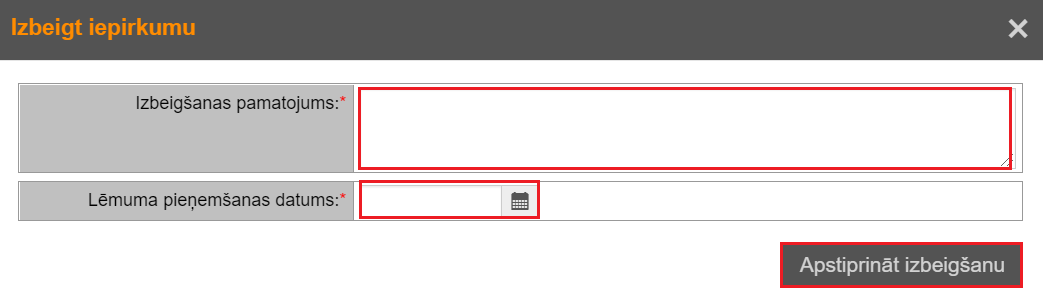 Izbeigt iepirkumu
Izbeigšanas pamatojums:*
Lēmuma pieņemšanas datums:*
Apstiprināt izbeigšanu